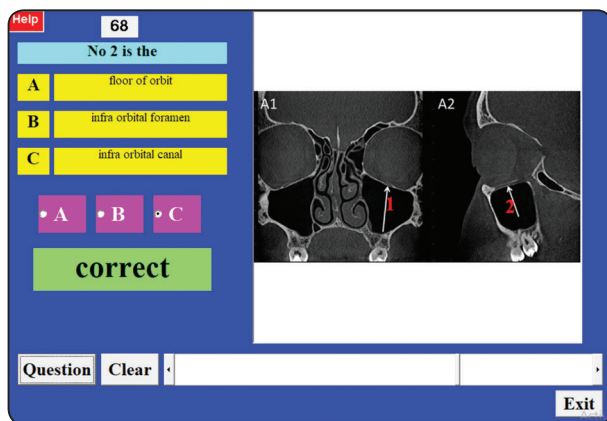 Help
68
No 2 is the
A floor of orbit
B infra orbital foramen
C infra orbital canal
A B C
correct
A1 A2
1
2
Question Clear
Exit